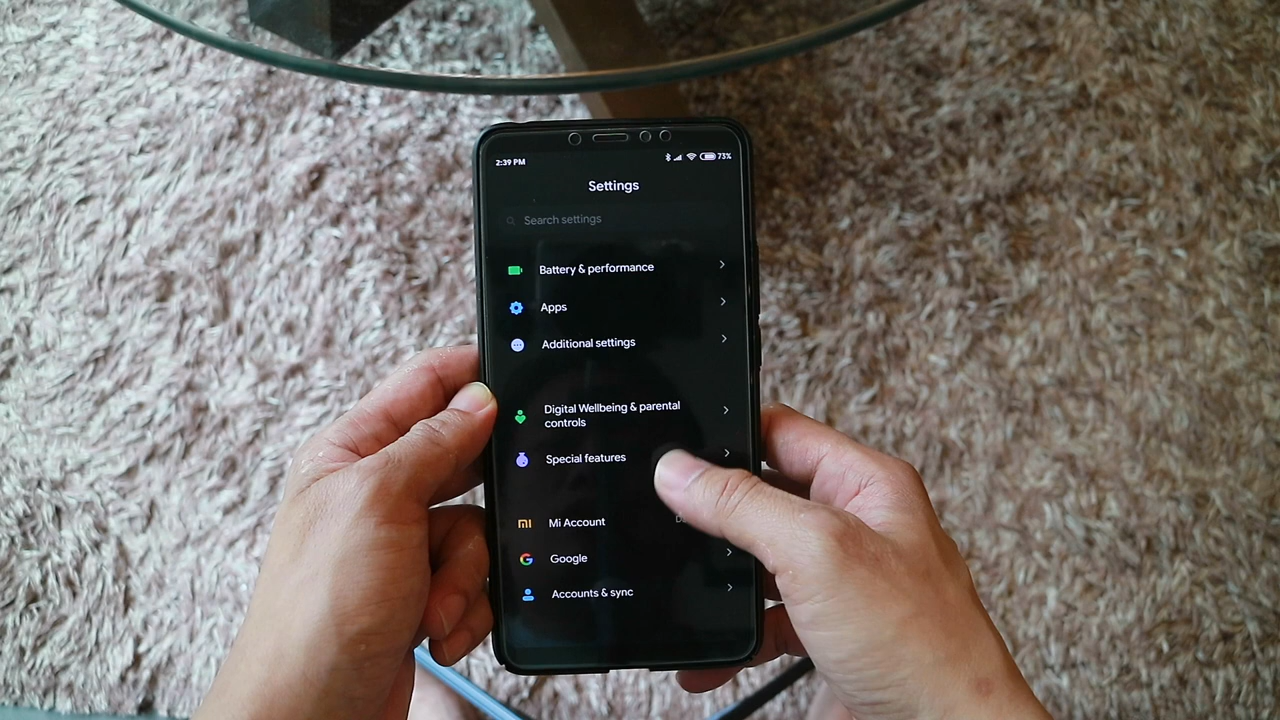 2:39 PM 73%
Settings
Search settings
Battery & performance
Apps
Additional settings
Digital Wellbeing & parental
controls
Special features
Mi Account
Google
Accounts & sync